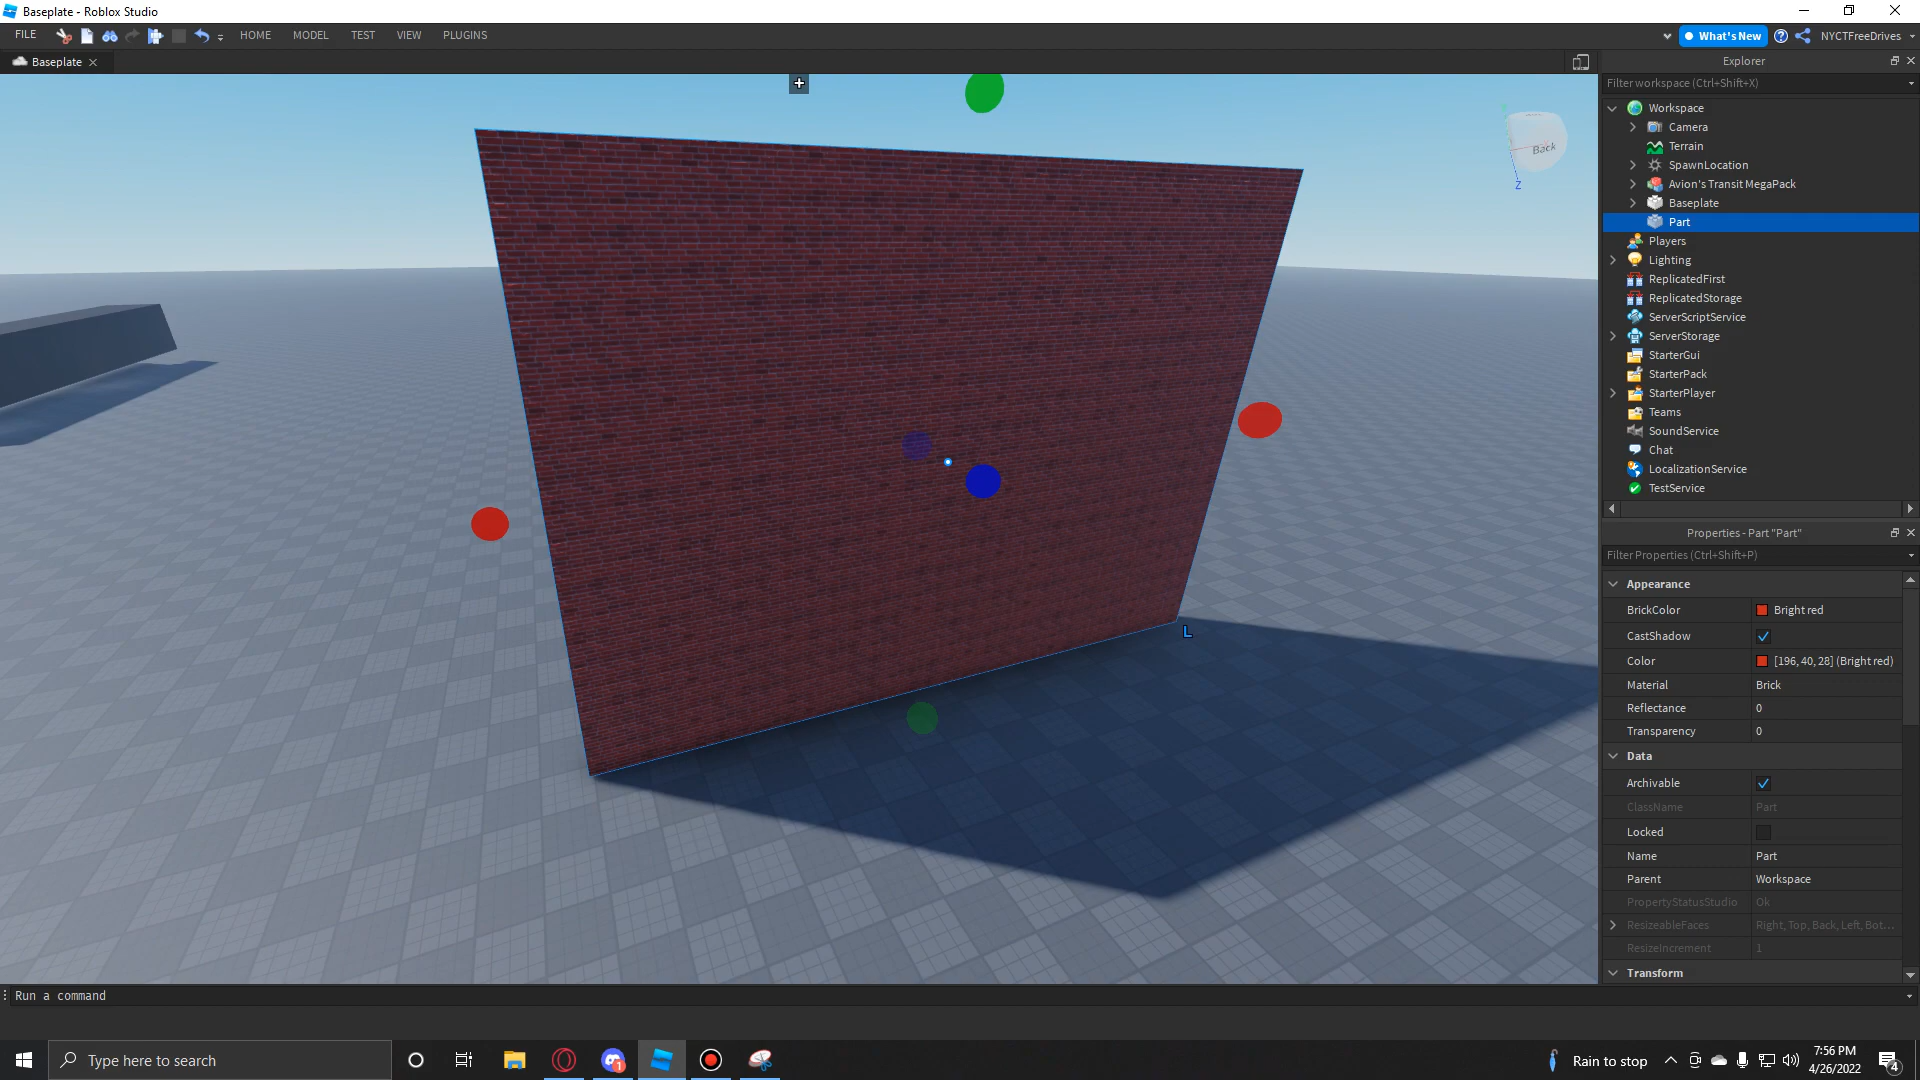 Baseplate - Roblox Studio
FILE HOME MODEL TEST VIEW PLUGINS What's New NYCTFreeDrives
Baseplate
Explorer
Filter workspace (Ctrl+Shift+X)
Workspace
Camera
Terrain
SpawnLocation
Avion's Transit MegaPack
Baseplate
Part
Players
Lighting
ReplicatedFirst
ReplicatedStorage
ServerScriptService
ServerStorage
StarterGui
StarterPack
StarterPlayer
Teams
SoundService
Chat
LocalizationService
TestService
Back
Z
L
Properties - Part "Part"
Filter Properties (Ctrl+Shift+P)
Appearance
BrickColor Bright red
CastShadow
Color [196, 40, 28] (Bright red)
Material Brick
Reflectance 0
Transparency 0
Data
Archivable
ClassName Part
Locked
Name Part
Parent Workspace
PropertyStatusStudio Ok
ResizeableFaces Right, Top, Back, Left, Bot...
ResizeIncrement 1
Transform
Run a command
Type here to search
1
Rain to stop
7:56 PM
4/26/2022
4